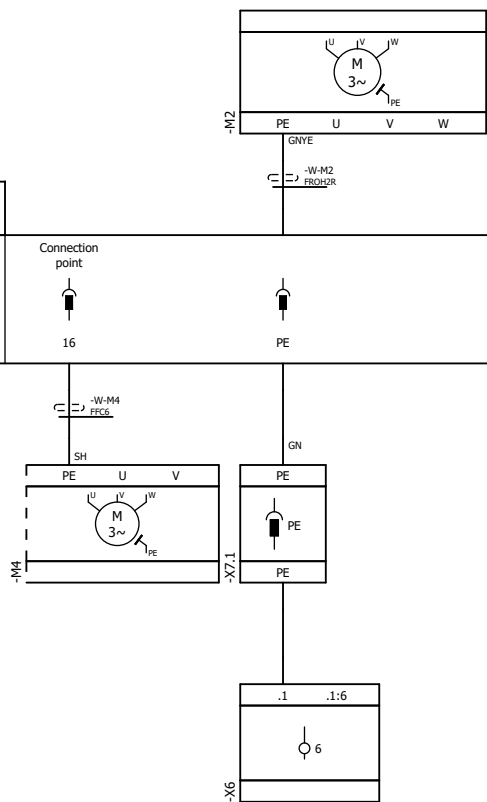 U V W
M
3~
PE
-M2
PE U V W
GNYE
-W-M2
FROH2R
Connection
point
16 PE
-W-M4
FFC6
SH GN
PE U V PE
U V W
M
3~
PE
PE
-M4
-X7.1
PE
.1 .1:6
6
-X6